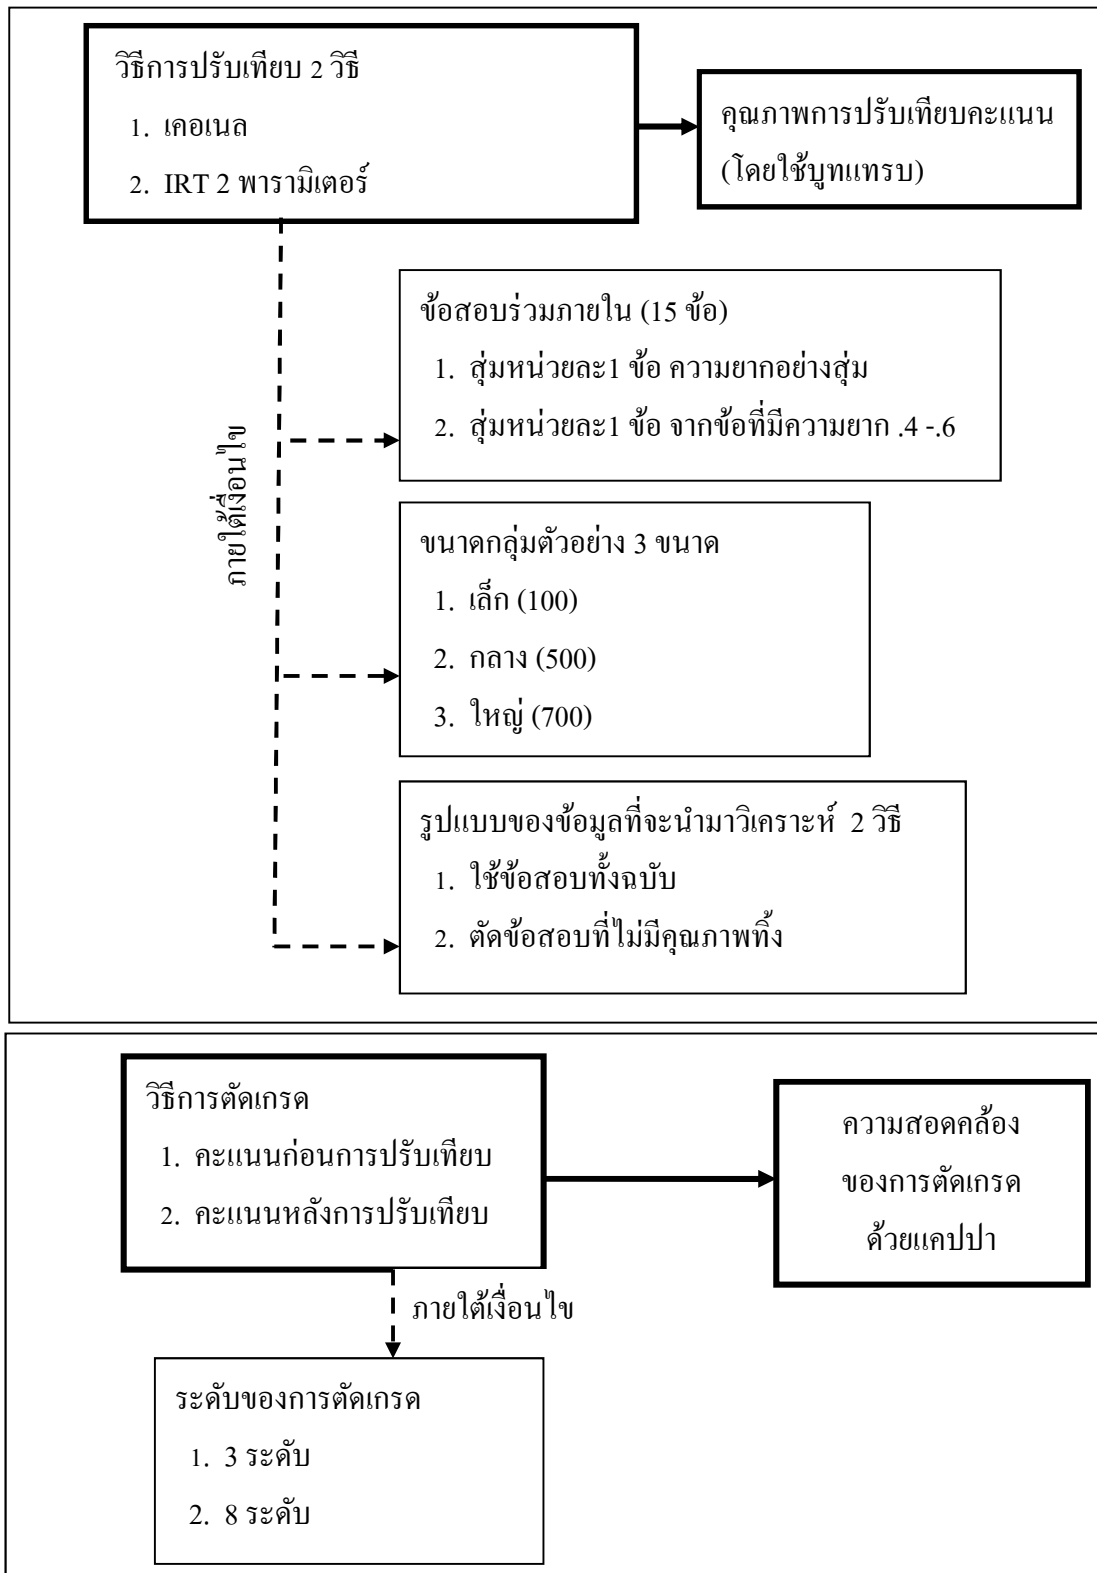 วิธีการปรับเทียบ 2 วิธี
1. เคอเนล
2. IRT 2 พารามิเตอร์
คุณภาพการปรับเทียบคะแนน
(โดยใช้บูทแทรบ)
ภายใต้เงื่อนไข
ข้อสอบร่วมภายใน (15 ข้อ)
1. สุ่มหน่วยละ1 ข้อ ความยากอย่างสุ่ม
2. สุ่มหน่วยละ1 ข้อ จากข้อที่มีความยาก .4 -.6
ขนาดกลุ่มตัวอย่าง 3 ขนาด
1. เล็ก (100)
2. กลาง (500)
3. ใหญ่ (700)
รูปแบบของข้อมูลที่จะนำมาวิเคราะห์ 2 วิธี
1. ใช้ข้อสอบทั้งฉบับ
2. ตัดข้อสอบที่ไม่มีคุณภาพทิ้ง
วิธีการตัดเกรด
1. คะแนนก่อนการปรับเทียบ
2. คะแนนหลังการปรับเทียบ
ความสอดคล้อง
ของการตัดเกรด
ด้วยแคปปา
ภายใต้เงื่อนไข
ระดับของการตัดเกรด
1. 3 ระดับ
2. 8 ระดับ